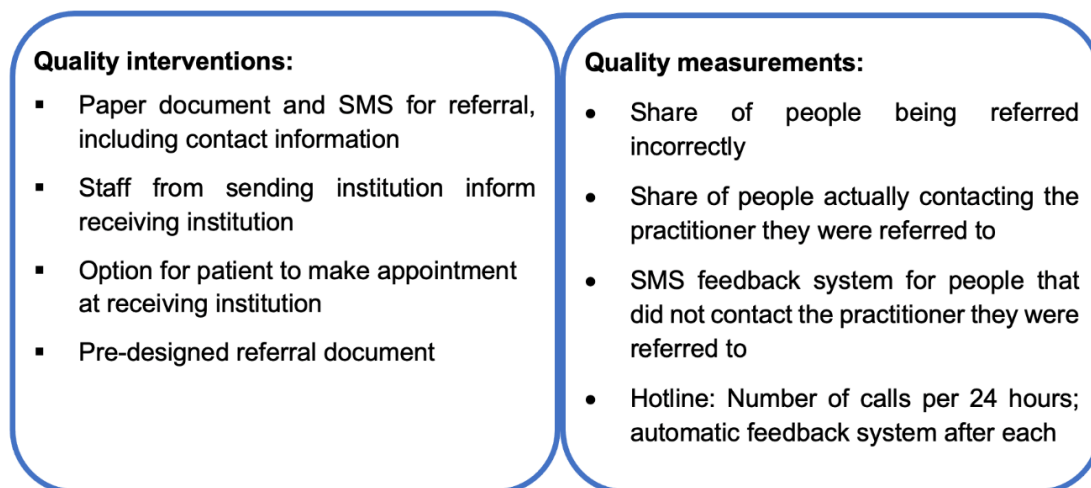 Quality interventions:
▪ Paper document and SMS for referral,
including contact information
▪ Staff from sending institution inform
receiving institution
▪ Option for patient to make appointment
at receiving institution
▪ Pre-designed referral document
Quality measurements:
• Share of people being referred
incorrectly
• Share of people actually contacting the
practitioner they were referred to
• SMS feedback system for people that
did not contact the practitioner they were
referred to
• Hotline: Number of calls per 24 hours;
automatic feedback system after each